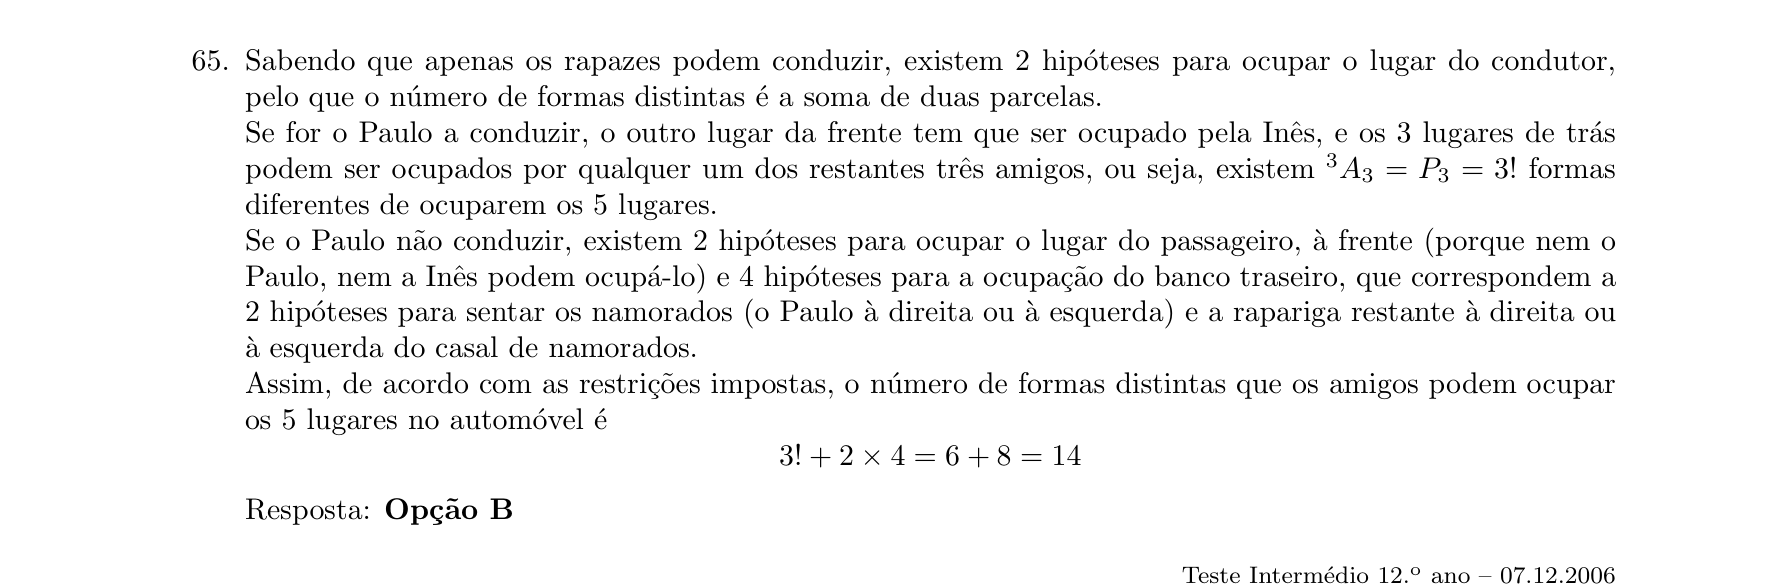 65. Sabendo que apenas os rapazes podem conduzir, existem 2 hipóteses para ocupar o lugar do condutor,
pelo que o número de formas distintas é a soma de duas parcelas.
Se for o Paulo a conduzir, o outro lugar da frente tem que ser ocupado pela Inês, e os 3 lugares de trás
podem ser ocupados por qualquer um dos restantes três amigos, ou seja, existem ³A₃ = P₃ = 3! formas
diferentes de ocuparem os 5 lugares.
Se o Paulo não conduzir, existem 2 hipóteses para ocupar o lugar do passageiro, à frente (porque nem o
Paulo, nem a Inês podem ocupá-lo) e 4 hipóteses para a ocupação do banco traseiro, que correspondem a
2 hipóteses para sentar os namorados (o Paulo à direita ou à esquerda) e a rapariga restante à direita ou
à esquerda do casal de namorados.
Assim, de acordo com as restrições impostas, o número de formas distintas que os amigos podem ocupar
os 5 lugares no automóvel é
3! + 2 × 4 = 6 + 8 = 14
Resposta: Opção B
Teste Intermédio 12.º ano – 07.12.2006